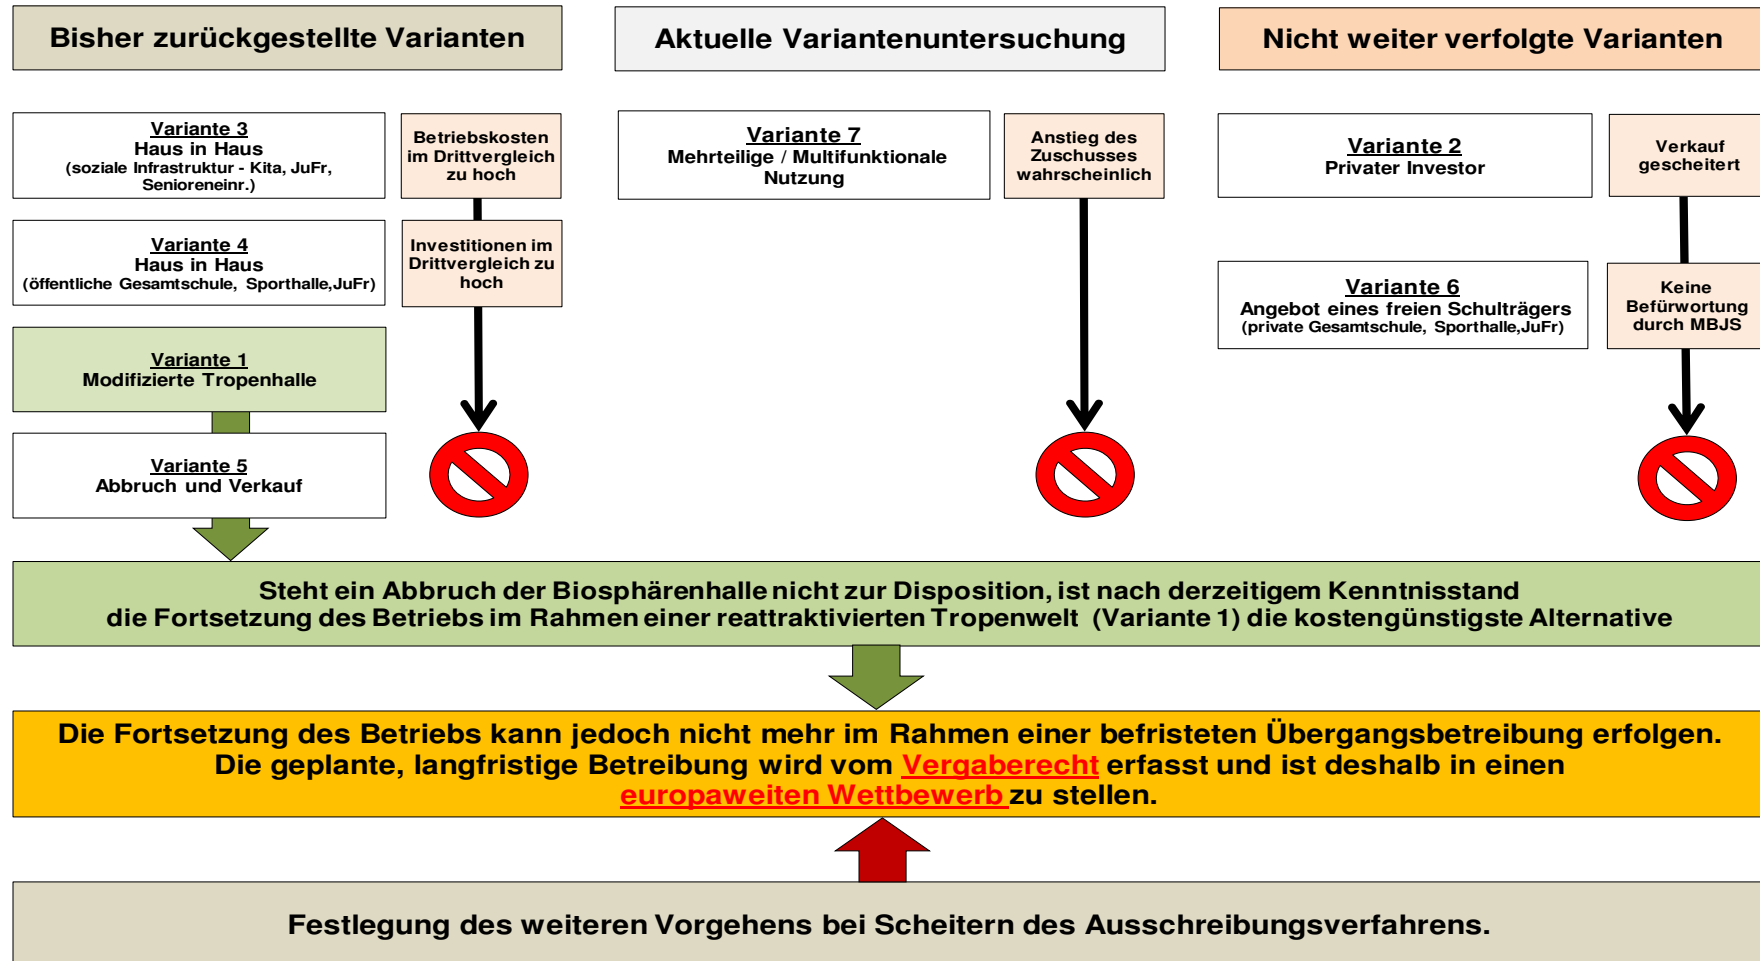 Bisher zurückgestellte Varianten
Aktuelle Variantenuntersuchung
Nicht weiter verfolgte Varianten
Variante 3
Haus in Haus
(soziale Infrastruktur - Kita, JuFr,
Senioreneinr.)
Betriebskosten
im Drittvergleich
zu hoch
Variante 7
Mehrteilige / Multifunktionale
Nutzung
Anstieg des
Zuschusses
wahrscheinlich
Variante 2
Privater Investor
Verkauf
gescheitert
Variante 4
Haus in Haus
(öffentliche Gesamtschule, Sporthalle,JuFr)
Investitionen im
Drittvergleich zu
hoch
Variante 6
Angebot eines freien Schulträgers
(private Gesamtschule, Sporthalle,JuFr)
Keine
Befürwortung
durch MBJS
Variante 1
Modifizierte Tropenhalle
Variante 5
Abbruch und Verkauf
Steht ein Abbruch der Biosphärenhalle nicht zur Disposition, ist nach derzeitigem Kenntnisstand
die Fortsetzung des Betriebs im Rahmen einer reattraktivierten Tropenwelt (Variante 1) die kostengünstigste Alternative
Die Fortsetzung des Betriebs kann jedoch nicht mehr im Rahmen einer befristeten Übergangsbetreibung erfolgen.
Die geplante, langfristige Betreibung wird vom Vergaberecht erfasst und ist deshalb in einen
europaweiten Wettbewerb zu stellen.
Festlegung des weiteren Vorgehens bei Scheitern des Ausschreibungsverfahrens.